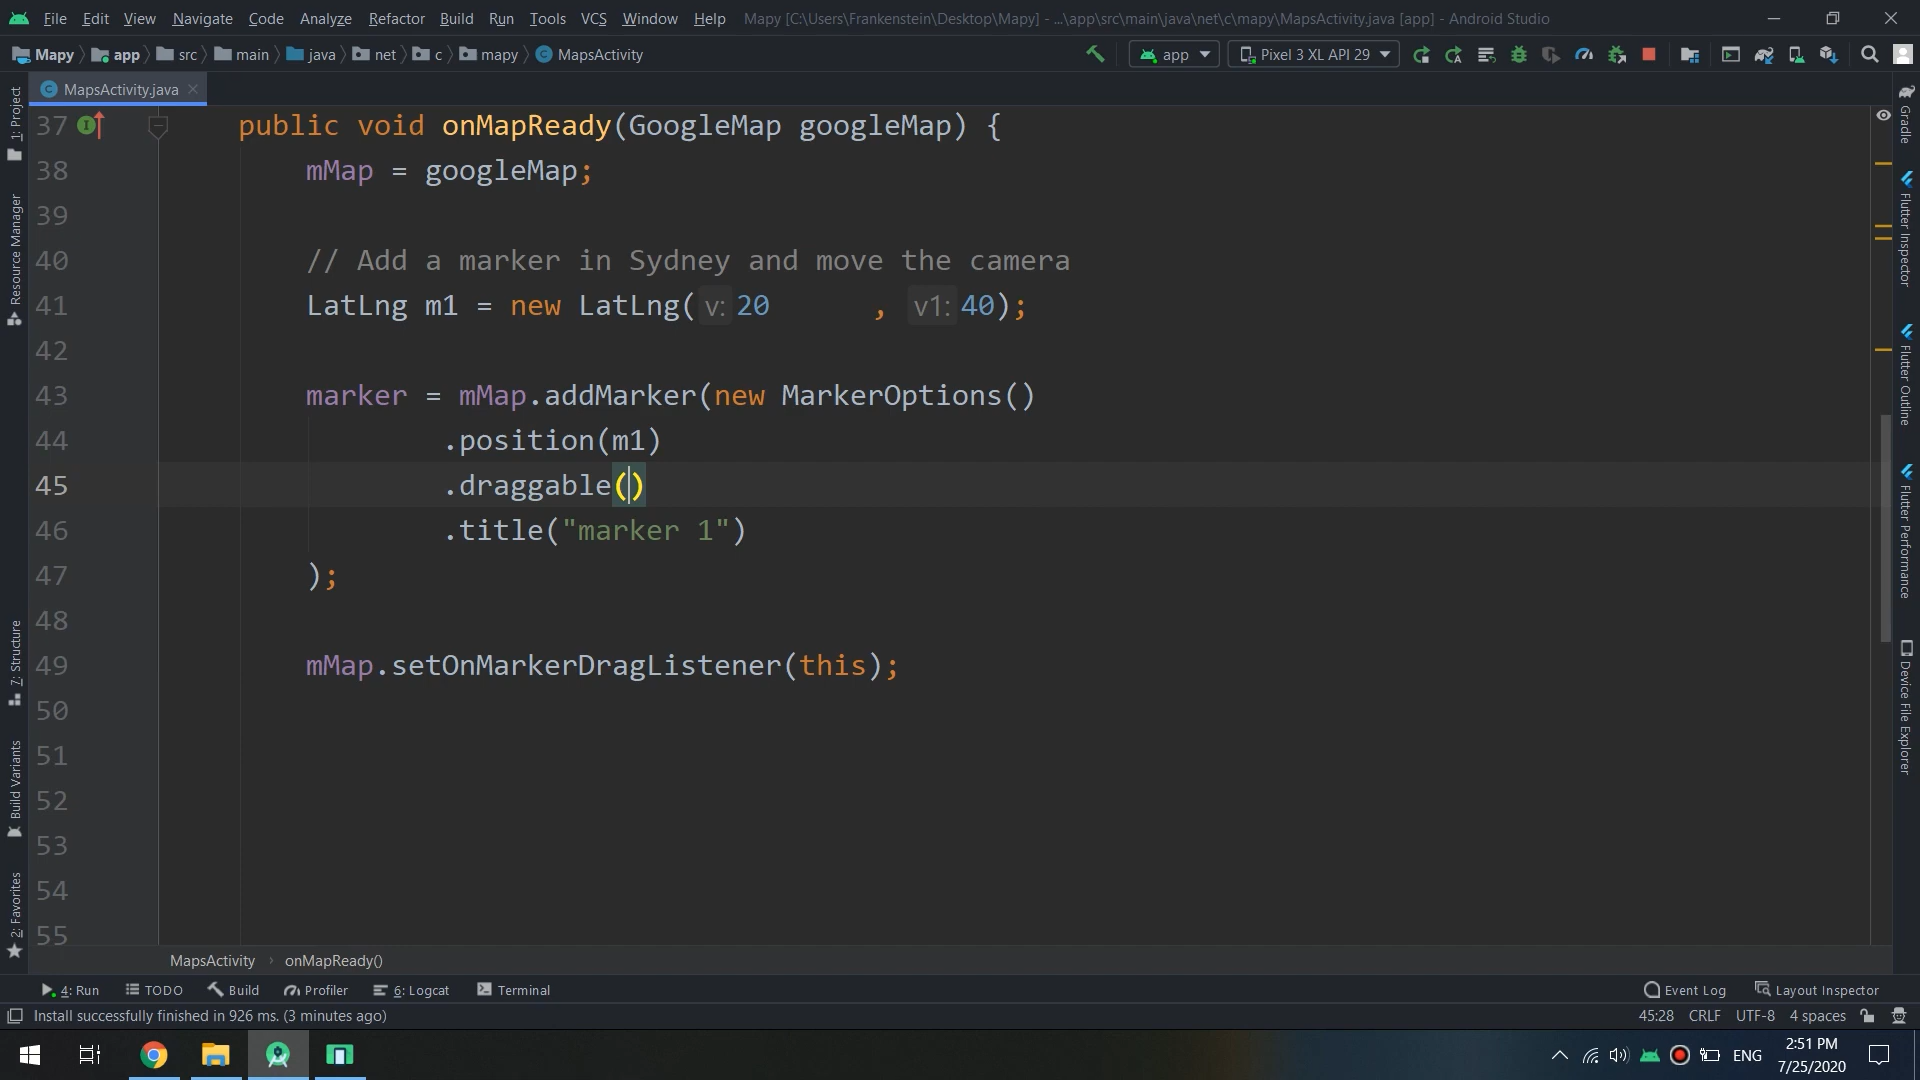 File Edit View Navigate Code Analyze Refactor Build Run Tools VCS Window Help Mapy [C:\Users\Frankenstein\Desktop\Mapy] - ...\app\src\main\java\net\c\mapy\MapsActivity.java [app] - Android Studio
Mapy app src main java net c mapy MapsActivity app Pixel 3 XL API 29
MapsActivity.java
37 public void onMapReady(GoogleMap googleMap) {
38 mMap = googleMap;
39
40 // Add a marker in Sydney and move the camera
41 LatLng m1 = new LatLng( v: 20 , v1: 40);
42
43 marker = mMap.addMarker(new MarkerOptions()
44 .position(m1)
45 .draggable()
46 .title("marker 1")
47 );
48
49 mMap.setOnMarkerDragListener(this);
50
51
52
53
54
55
1: Project
Resource Manager
7: Structure
Build Variants
2: Favorites
Gradle
Flutter Inspector
Flutter Outline
Flutter Performance
Device File Explorer
MapsActivity › onMapReady()
4: Run TODO Build Profiler 6: Logcat Terminal Event Log Layout Inspector
Install successfully finished in 926 ms. (3 minutes ago) 45:28 CRLF UTF-8 4 spaces
ENG 2:51 PM
7/25/2020